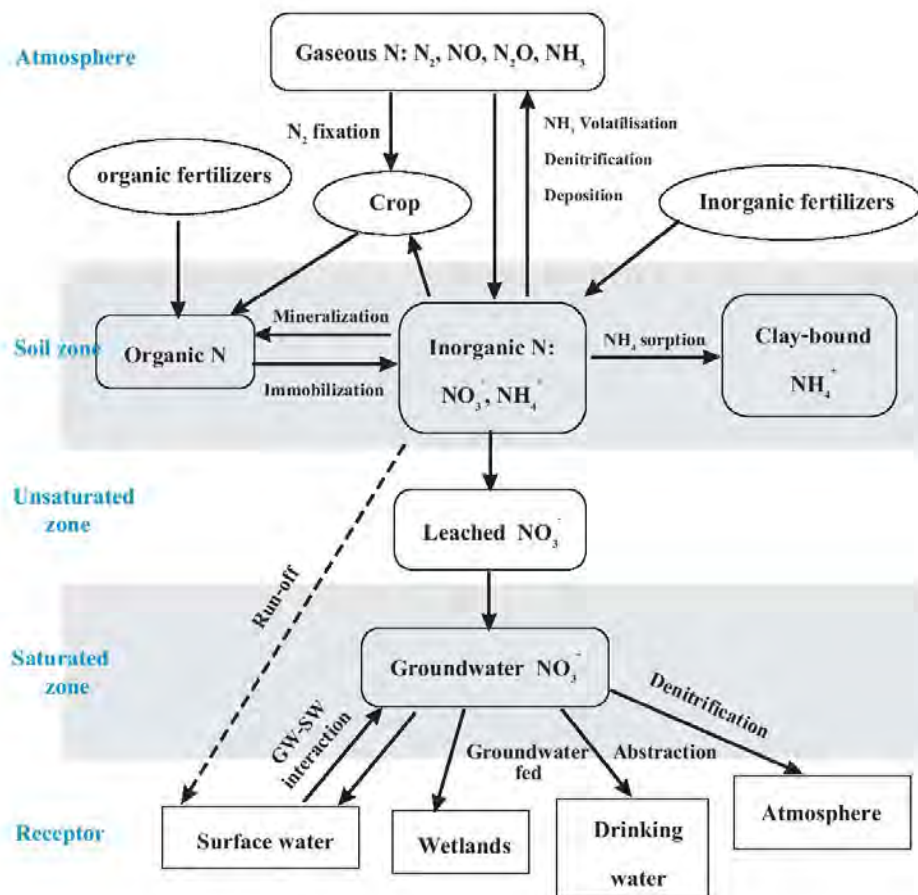 Atmosphere
Gaseous N: N₂, NO, N₂O, NH₃
N₂ fixation
NH₃ Volatilisation
Denitrification
Deposition
organic fertilizers
Crop
Inorganic fertilizers
Soil zone
Organic N
Mineralization
Immobilization
Inorganic N:
NO₃⁻, NH₄⁺
NH₄ sorption
Clay-bound
NH₄⁺
Unsaturated
zone
Leached NO₃⁻
Run-off
Saturated
zone
Groundwater NO₃⁻
GW-SW
interaction
Groundwater
fed
Abstraction
Denitrification
Receptor
Surface water
Wetlands
Drinking
water
Atmosphere